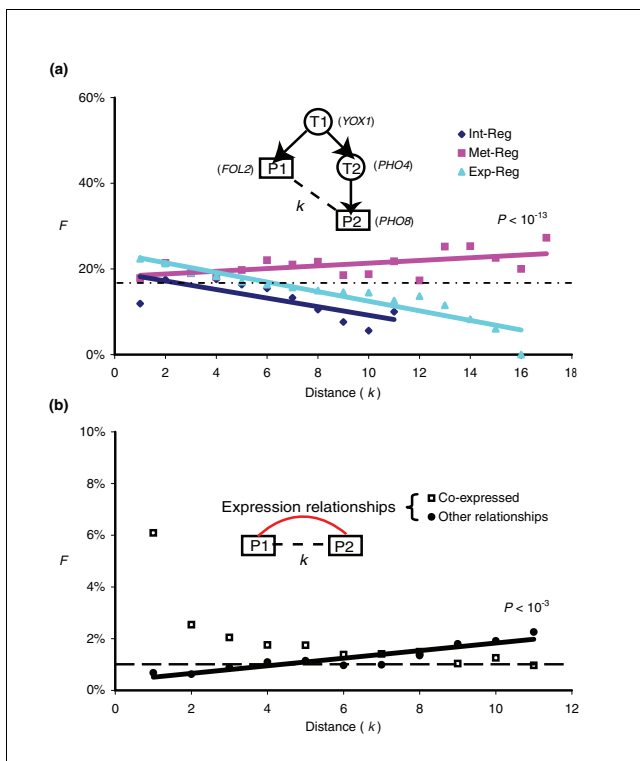 (a)
60%
40%
20%
0%
F
T1 (YOX1)
(FOL2) P1
T2 (PHO4)
k
P2 (PHO8)
Int-Reg
Met-Reg
Exp-Reg
P < 10-13
0 2 4 6 8 10 12 14 16 18
Distance ( k )
(b)
10%
8%
6%
4%
2%
0%
F
Expression relationships
Co-expressed
Other relationships
P1 P2
k
P < 10-3
0 2 4 6 8 10 12
Distance ( k )